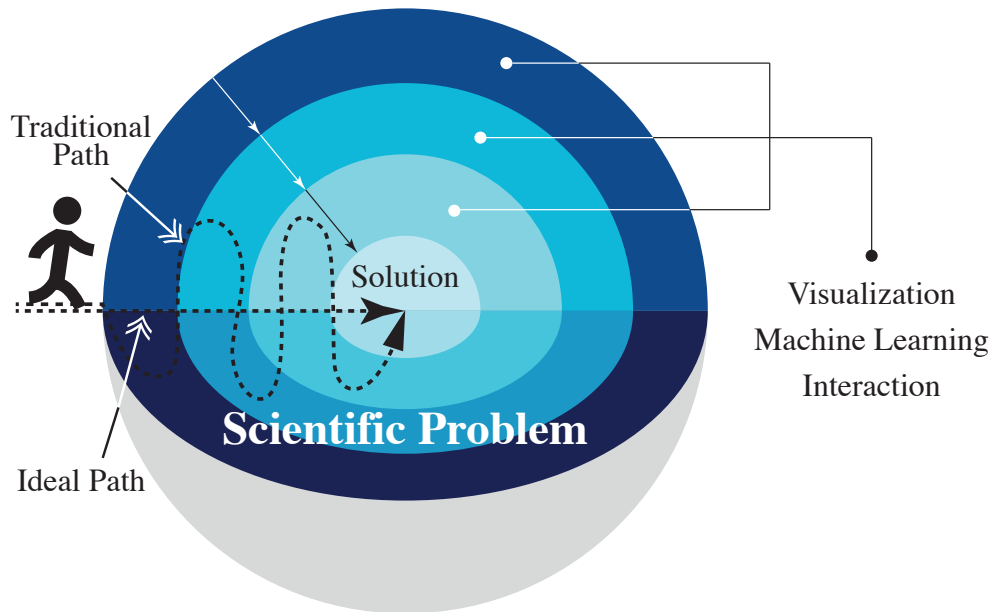 Traditional
Path
Solution
Visualization
Machine Learning
Interaction
Scientific Problem
Ideal Path